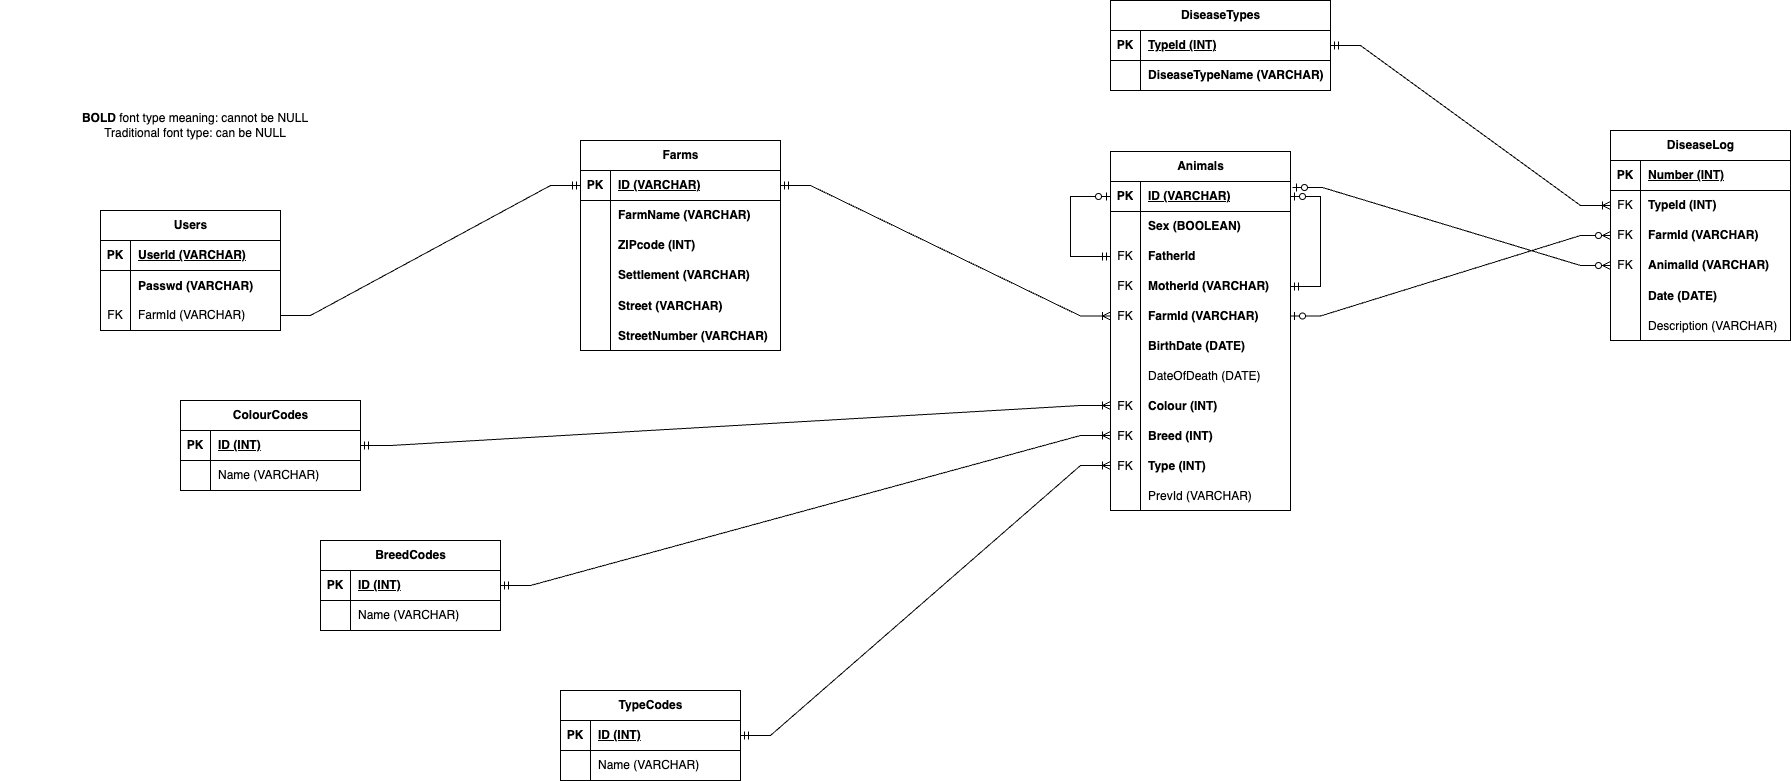 DiseaseTypes
PK TypeId (INT)
DiseaseTypeName (VARCHAR)
BOLD font type meaning: cannot be NULL
Traditional font type: can be NULL
Farms
PK ID (VARCHAR)
FarmName (VARCHAR)
ZIPcode (INT)
Settlement (VARCHAR)
Street (VARCHAR)
StreetNumber (VARCHAR)
Animals
PK ID (VARCHAR)
Sex (BOOLEAN)
FK FatherId
FK MotherId (VARCHAR)
FK FarmId (VARCHAR)
BirthDate (DATE)
DateOfDeath (DATE)
FK Colour (INT)
FK Breed (INT)
FK Type (INT)
PrevId (VARCHAR)
DiseaseLog
PK Number (INT)
FK TypeId (INT)
FK FarmId (VARCHAR)
FK AnimalId (VARCHAR)
Date (DATE)
Description (VARCHAR)
Users
PK UserId (VARCHAR)
Passwd (VARCHAR)
FK FarmId (VARCHAR)
ColourCodes
PK ID (INT)
Name (VARCHAR)
BreedCodes
PK ID (INT)
Name (VARCHAR)
TypeCodes
PK ID (INT)
Name (VARCHAR)